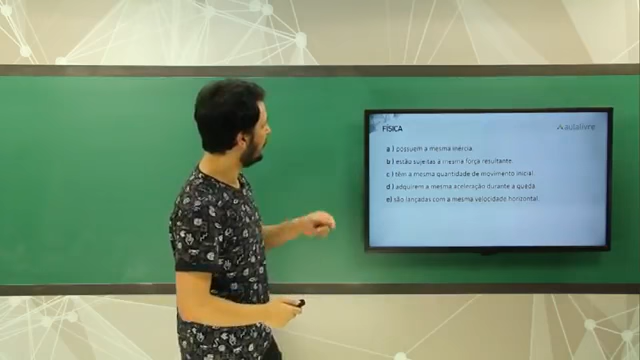 FÍSICA
aulalivre
a ) possuem a mesma inércia.
b ) estão sujeitas à mesma força resultante.
c ) têm a mesma quantidade de movimento inicial.
d ) adquirem a mesma aceleração durante a queda.
e) são lançadas com a mesma velocidade horizontal.